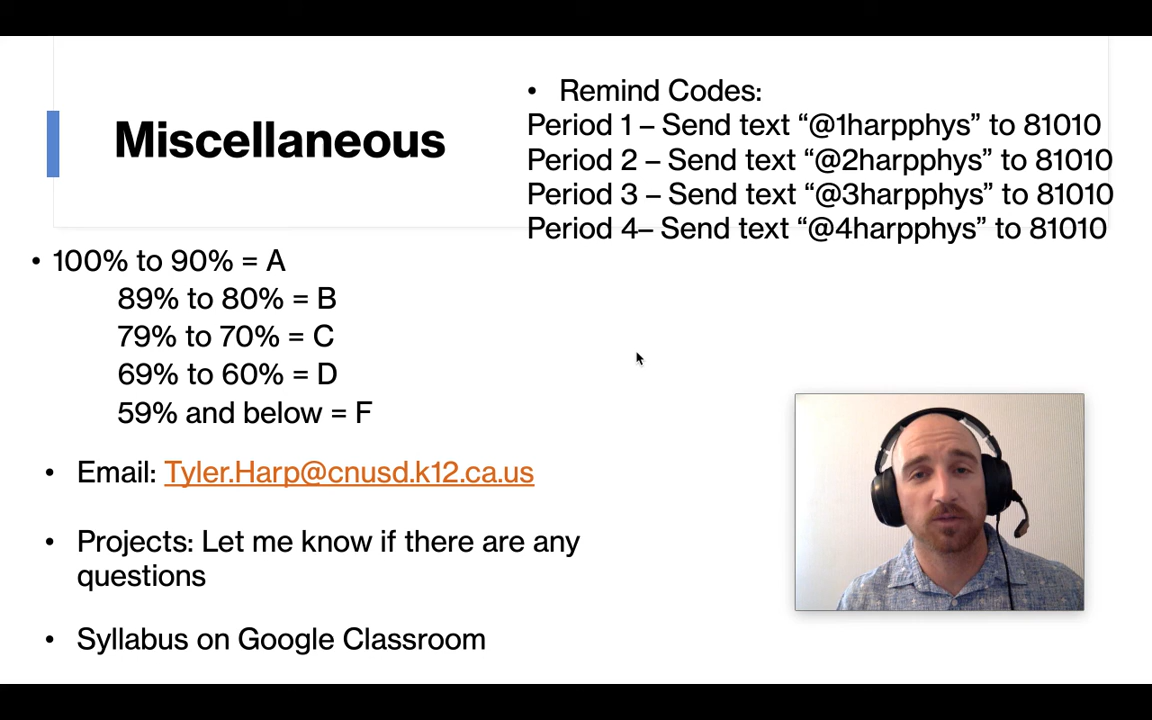 Miscellaneous
• Remind Codes:
Period 1 – Send text “@1harpphys” to 81010
Period 2 – Send text “@2harpphys” to 81010
Period 3 – Send text “@3harpphys” to 81010
Period 4– Send text “@4harpphys” to 81010
• 100% to 90% = A
89% to 80% = B
79% to 70% = C
69% to 60% = D
59% and below = F
• Email: Tyler.Harp@cnusd.k12.ca.us
• Projects: Let me know if there are any
questions
• Syllabus on Google Classroom